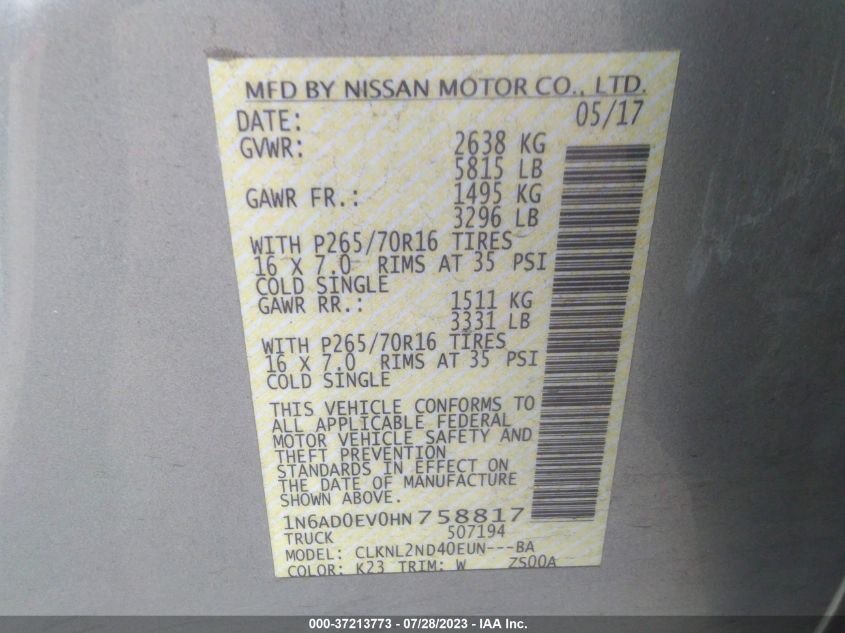 MFD BY NISSAN MOTOR CO., LTD.
DATE: 05/17
GVWR: 2638 KG
5815 LB
GAWR FR.: 1495 KG
3296 LB
WITH P265/70R16 TIRES
16 X 7.0 RIMS AT 35 PSI
COLD SINGLE
GAWR RR.: 1511 KG
3331 LB
WITH P265/70R16 TIRES
16 X 7.0 RIMS AT 35 PSI
COLD SINGLE
THIS VEHICLE CONFORMS TO
ALL APPLICABLE FEDERAL
MOTOR VEHICLE SAFETY AND
THEFT PREVENTION
STANDARDS IN EFFECT ON
THE DATE OF MANUFACTURE
SHOWN ABOVE.
1N6AD0EV0HN758817
TRUCK 507194
MODEL: CLKNL2ND40EUN---BA
COLOR: K23 TRIM: W ZS00A
000-37213773 / 07/28/2023 - IAA Inc.